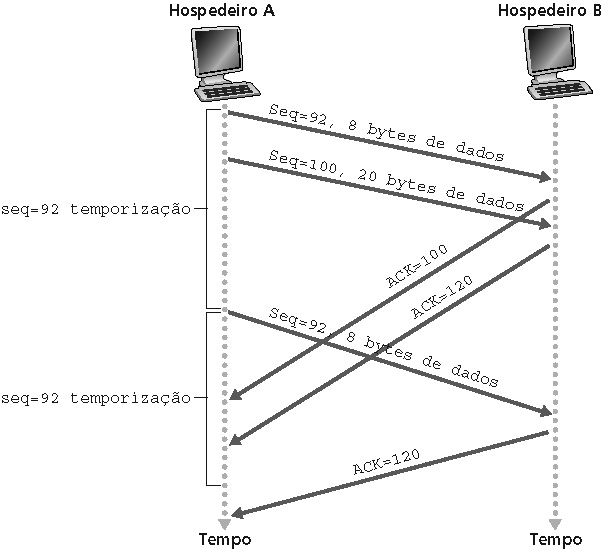 Hospedeiro A
Hospedeiro B
Seq=92, 8 bytes de dados
Seq=100, 20 bytes de dados
seq=92 temporização
ACK=100
ACK=120
Seq=92, 8 bytes de dados
seq=92 temporização
ACK=120
Tempo
Tempo